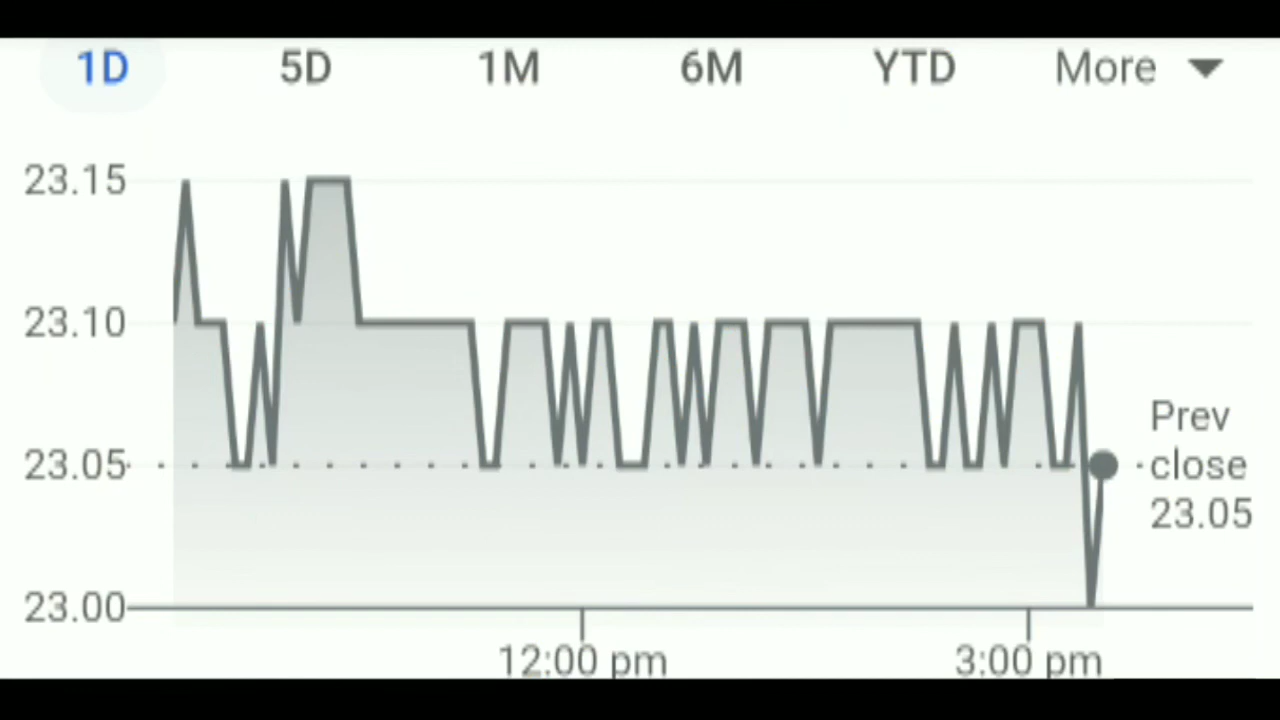 1D 5D 1M 6M YTD More
23.15
23.10
23.05
23.00
Prev
close
23.05
12:00 pm 3:00 pm